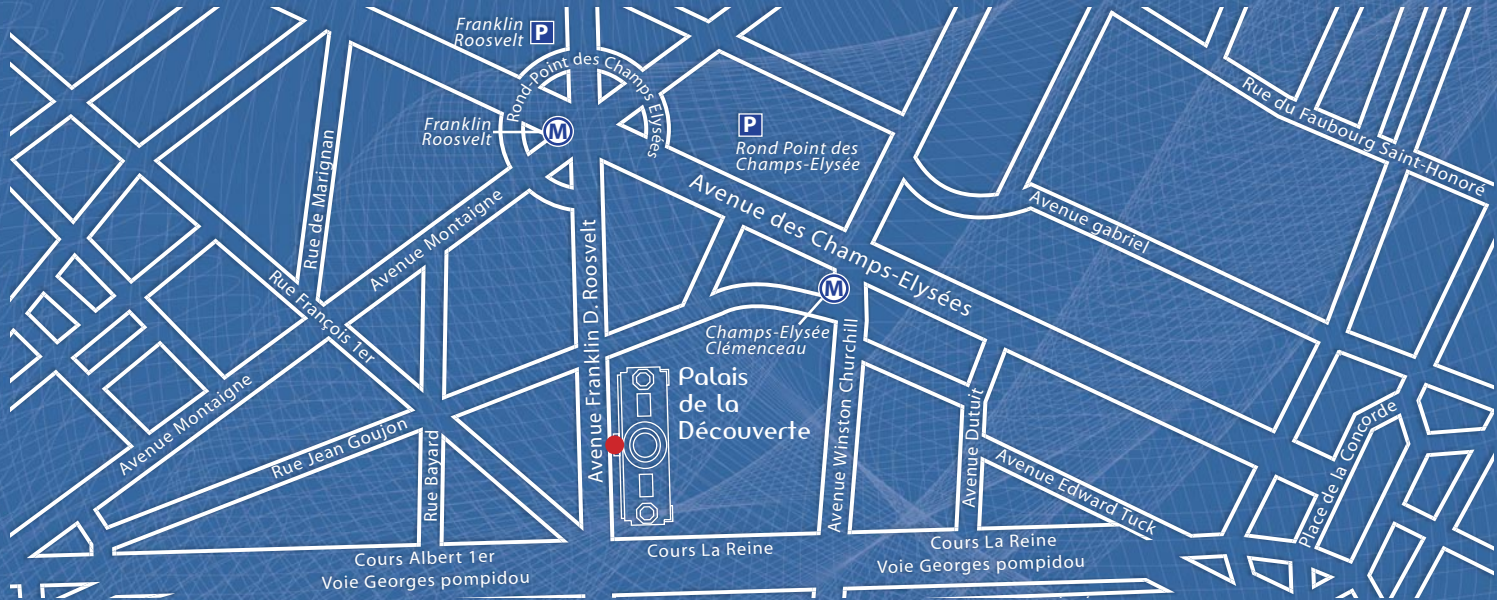 Franklin
Roosvelt
P
Rond-Point des Champs Elysées
Franklin
Roosvelt
M
P
Rond Point des
Champs-Elysée
Rue du Faubourg Saint-Honoré
Rue de Marignan
Avenue Montaigne
Avenue des Champs-Elysées
Avenue gabriel
Rue François 1er
Avenue Franklin D. Roosvelt
M
Champs-Elysée
Clémenceau
Palais
de la
Découverte
Avenue Winston Churchill
Avenue Dutuit
Avenue Montaigne
Rue Jean Goujon
Rue Bayard
Avenue Edward Tuck
Place de la Concorde
Cours Albert 1er
Voie Georges pompidou
Cours La Reine
Cours La Reine
Voie Georges pompidou